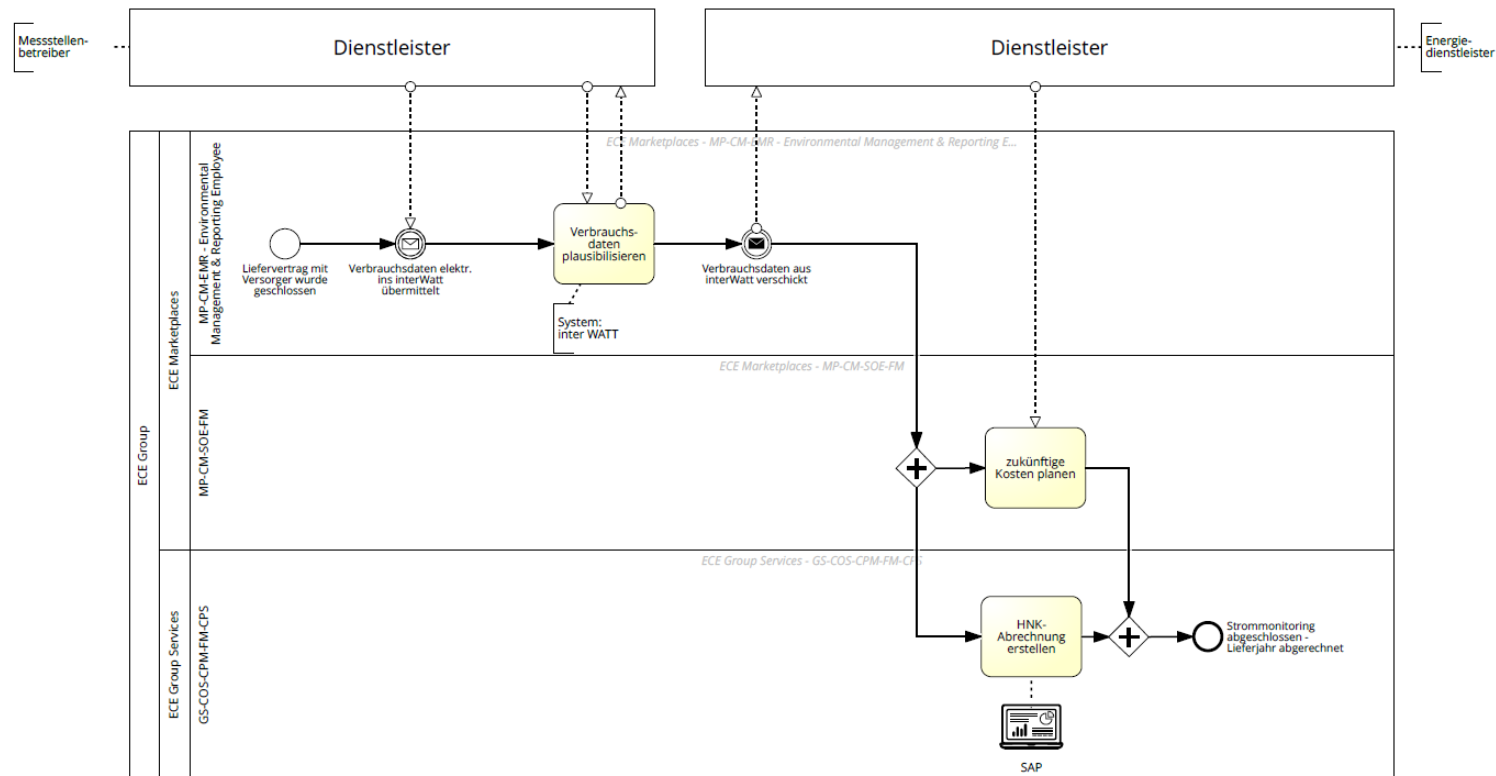 Messstellen-
betreiber
Dienstleister
Dienstleister
Energie-
dienstleister
ECE Group
ECE Marketplaces
MP-CM-EMR - Environmental
Management & Reporting Employee
ECE Marketplaces - MP-CM-EMR - Environmental Management & Reporting E...
Liefervertrag mit
Versorger wurde
geschlossen
Verbrauchsdaten elektr.
ins interWatt
übermittelt
Verbrauchs-
daten
plausibilisieren
Verbrauchsdaten aus
interWatt verschickt
System:
inter WATT
MP-CM-SOE-FM
ECE Marketplaces - MP-CM-SOE-FM
zukünftige
Kosten planen
ECE Group Services
GS-COS-CPM-FM-CPS
ECE Group Services - GS-COS-CPM-FM-CPS
HNK-
Abrechnung
erstellen
Strommonitoring
abgeschlossen -
Lieferjahr abgerechnet
SAP